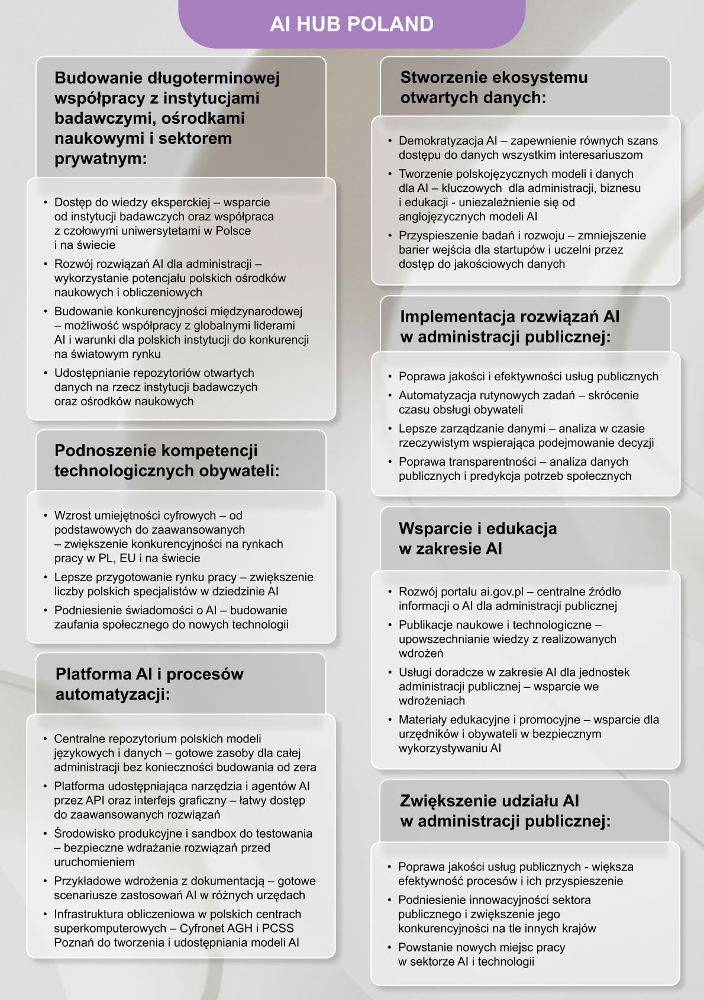 AI HUB POLAND
Budowanie długoterminowej
współpracy z instytucjami
badawczymi, ośrodkami
naukowymi i sektorem
prywatnym:
• Dostęp do wiedzy eksperckiej – wsparcie
od instytucji badawczych oraz współpraca
z czołowymi uniwersytetami w Polsce
i na świecie
• Rozwój rozwiązań AI dla administracji –
wykorzystanie potencjału polskich ośrodków
naukowych i obliczeniowych
• Budowanie konkurencyjności międzynarodowej
– możliwość współpracy z globalnymi liderami
AI i warunki dla polskich instytucji do konkurencji
na światowym rynku
• Udostępnianie repozytoriów otwartych
danych na rzecz instytucji badawczych
oraz ośrodków naukowych
Podnoszenie kompetencji
technologicznych obywateli:
• Wzrost umiejętności cyfrowych – od
podstawowych do zaawansowanych
– zwiększenie konkurencyjności na rynkach
pracy w PL, EU i na świecie
• Lepsze przygotowanie rynku pracy – zwiększenie
liczby polskich specjalistów w dziedzinie AI
• Podniesienie świadomości o AI – budowanie
zaufania społecznego do nowych technologii
Platforma AI i procesów
automatyzacji:
• Centralne repozytorium polskich modeli
językowych i danych – gotowe zasoby dla całej
administracji bez konieczności budowania od zera
• Platforma udostępniająca narzędzia i agentów AI
przez API oraz interfejs graficzny – łatwy dostęp
do zaawansowanych rozwiązań
• Środowisko produkcyjne i sandbox do testowania
– bezpieczne wdrażanie rozwiązań przed
uruchomieniem
• Przykładowe wdrożenia z dokumentacją – gotowe
scenariusze zastosowań AI w różnych urzędach
• Infrastruktura obliczeniowa w polskich centrach
superkomputerowych – Cyfronet AGH i PCSS
Poznań do tworzenia i udostępniania modeli AI
Stworzenie ekosystemu
otwartych danych:
• Demokratyzacja AI – zapewnienie równych szans
dostępu do danych wszystkim interesariuszom
• Tworzenie polskojęzycznych modeli i danych
dla AI – kluczowych  dla administracji, biznesu
i edukacji - uniezależnienie się od
anglojęzycznych modeli AI
• Przyspieszenie badań i rozwoju – zmniejszenie
barier wejścia dla startupów i uczelni przez
dostęp do jakościowych danych
Implementacja rozwiązań AI
w administracji publicznej:
• Poprawa jakości i efektywności usług publicznych
• Automatyzacja rutynowych zadań – skrócenie
czasu obsługi obywateli
• Lepsze zarządzanie danymi – analiza w czasie
rzeczywistym wspierająca podejmowanie decyzji
• Poprawa transparentności – analiza danych
publicznych i predykcja potrzeb społecznych
Wsparcie i edukacja
w zakresie AI
• Rozwój portalu ai.gov.pl – centralne źródło
informacji o AI dla administracji publicznej
• Publikacje naukowe i technologiczne –
upowszechnianie wiedzy z realizowanych
wdrożeń
• Usługi doradcze w zakresie AI dla jednostek
administracji publicznej – wsparcie we
wdrożeniach
• Materiały edukacyjne i promocyjne – wsparcie dla
urzędników i obywateli w bezpiecznym
wykorzystywaniu AI
Zwiększenie udziału AI
w administracji publicznej:
• Poprawa jakości usług publicznych - większa
efektywność procesów i ich przyspieszenie
• Podniesienie innowacyjności sektora
publicznego i zwiększenie jego
konkurencyjności na tle innych krajów
• Powstanie nowych miejsc pracy
w sektorze AI i technologii